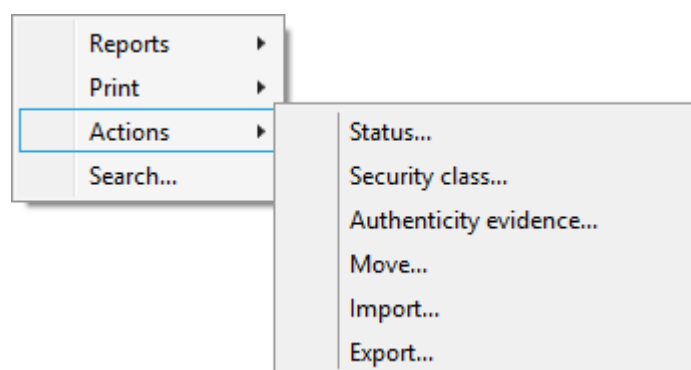 Reports
Print
Actions
Search...
Status...
Security class...
Authenticity evidence...
Move...
Import...
Export...